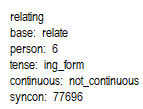 relating
base: relate
person: 6
tense: ing_form
continuous: not_continuous
syncon: 77696